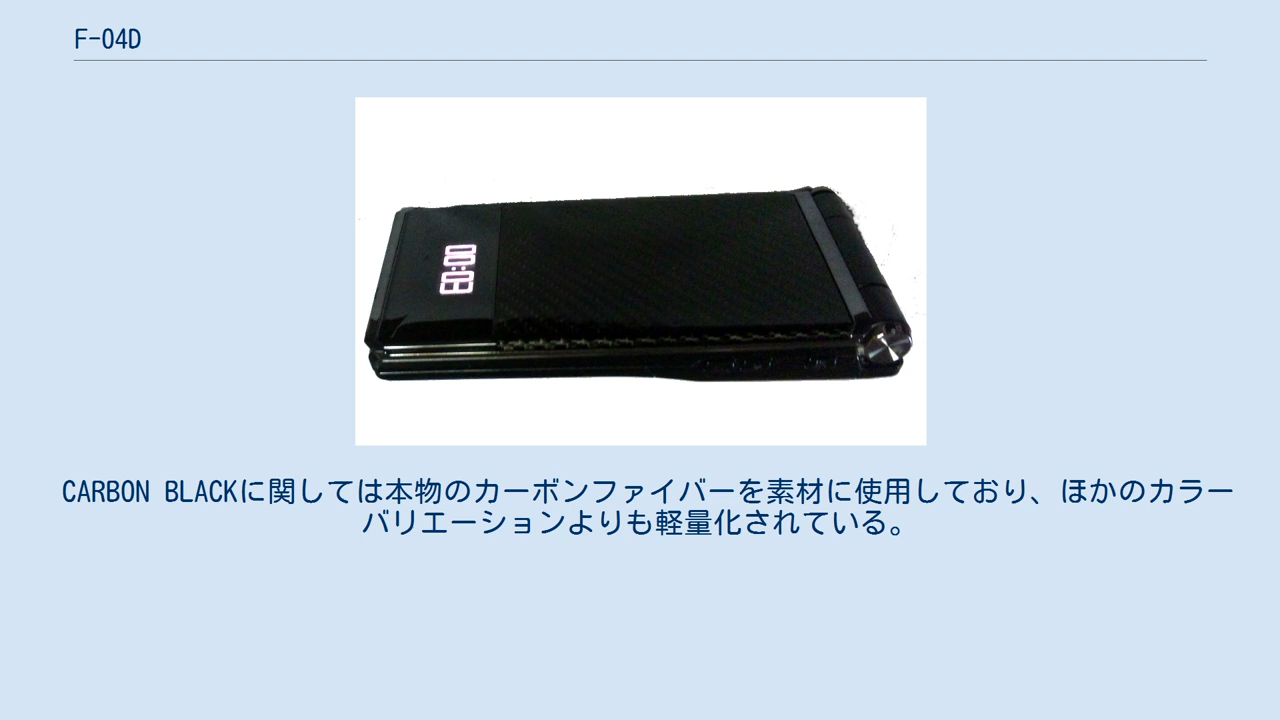 F-04D
CARBON BLACKに関しては本物のカーボンファイバーを素材に使用しており、ほかのカラー
バリエーションよりも軽量化されている。